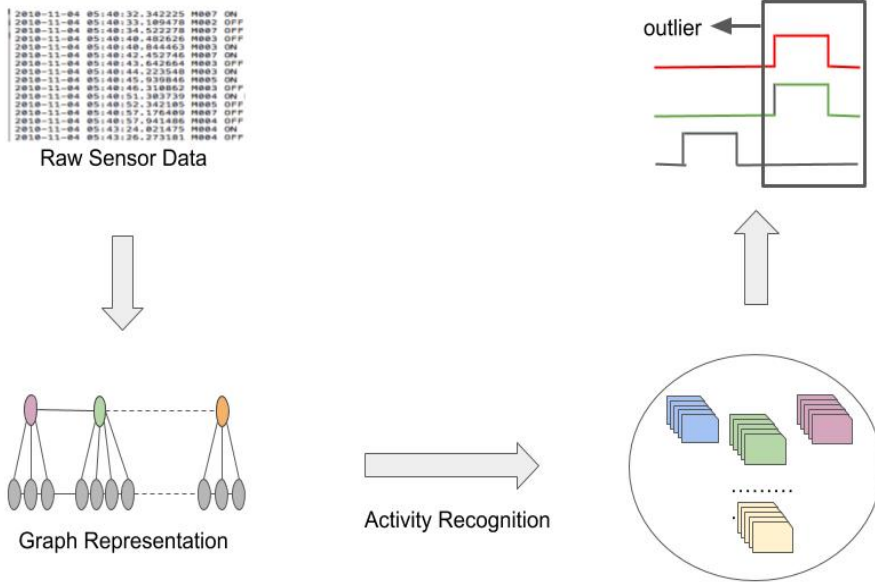 2010-11-04 05:40:32.342225 M007 ON
2010-11-04 05:40:33.109478 M002 OFF
2010-11-04 05:40:34.522278 M007 OFF
2010-11-04 05:40:40.482626 M003 OFF
2010-11-04 05:40:40.844463 M003 ON
2010-11-04 05:40:42.452746 M007 ON
2010-11-04 05:40:43.642664 M003 OFF
2010-11-04 05:40:44.223548 M003 ON
2010-11-04 05:40:45.939846 M005 ON
2010-11-04 05:40:46.310862 M003 OFF
2010-11-04 05:40:51.303739 M004 ON
2010-11-04 05:40:52.342105 M005 OFF
2010-11-04 05:40:57.176409 M007 OFF
2010-11-04 05:40:57.941486 M004 OFF
2010-11-04 05:43:24.021475 M004 ON
2010-11-04 05:43:26.273181 M004 OFF
Raw Sensor Data
outlier
Graph Representation
Activity Recognition